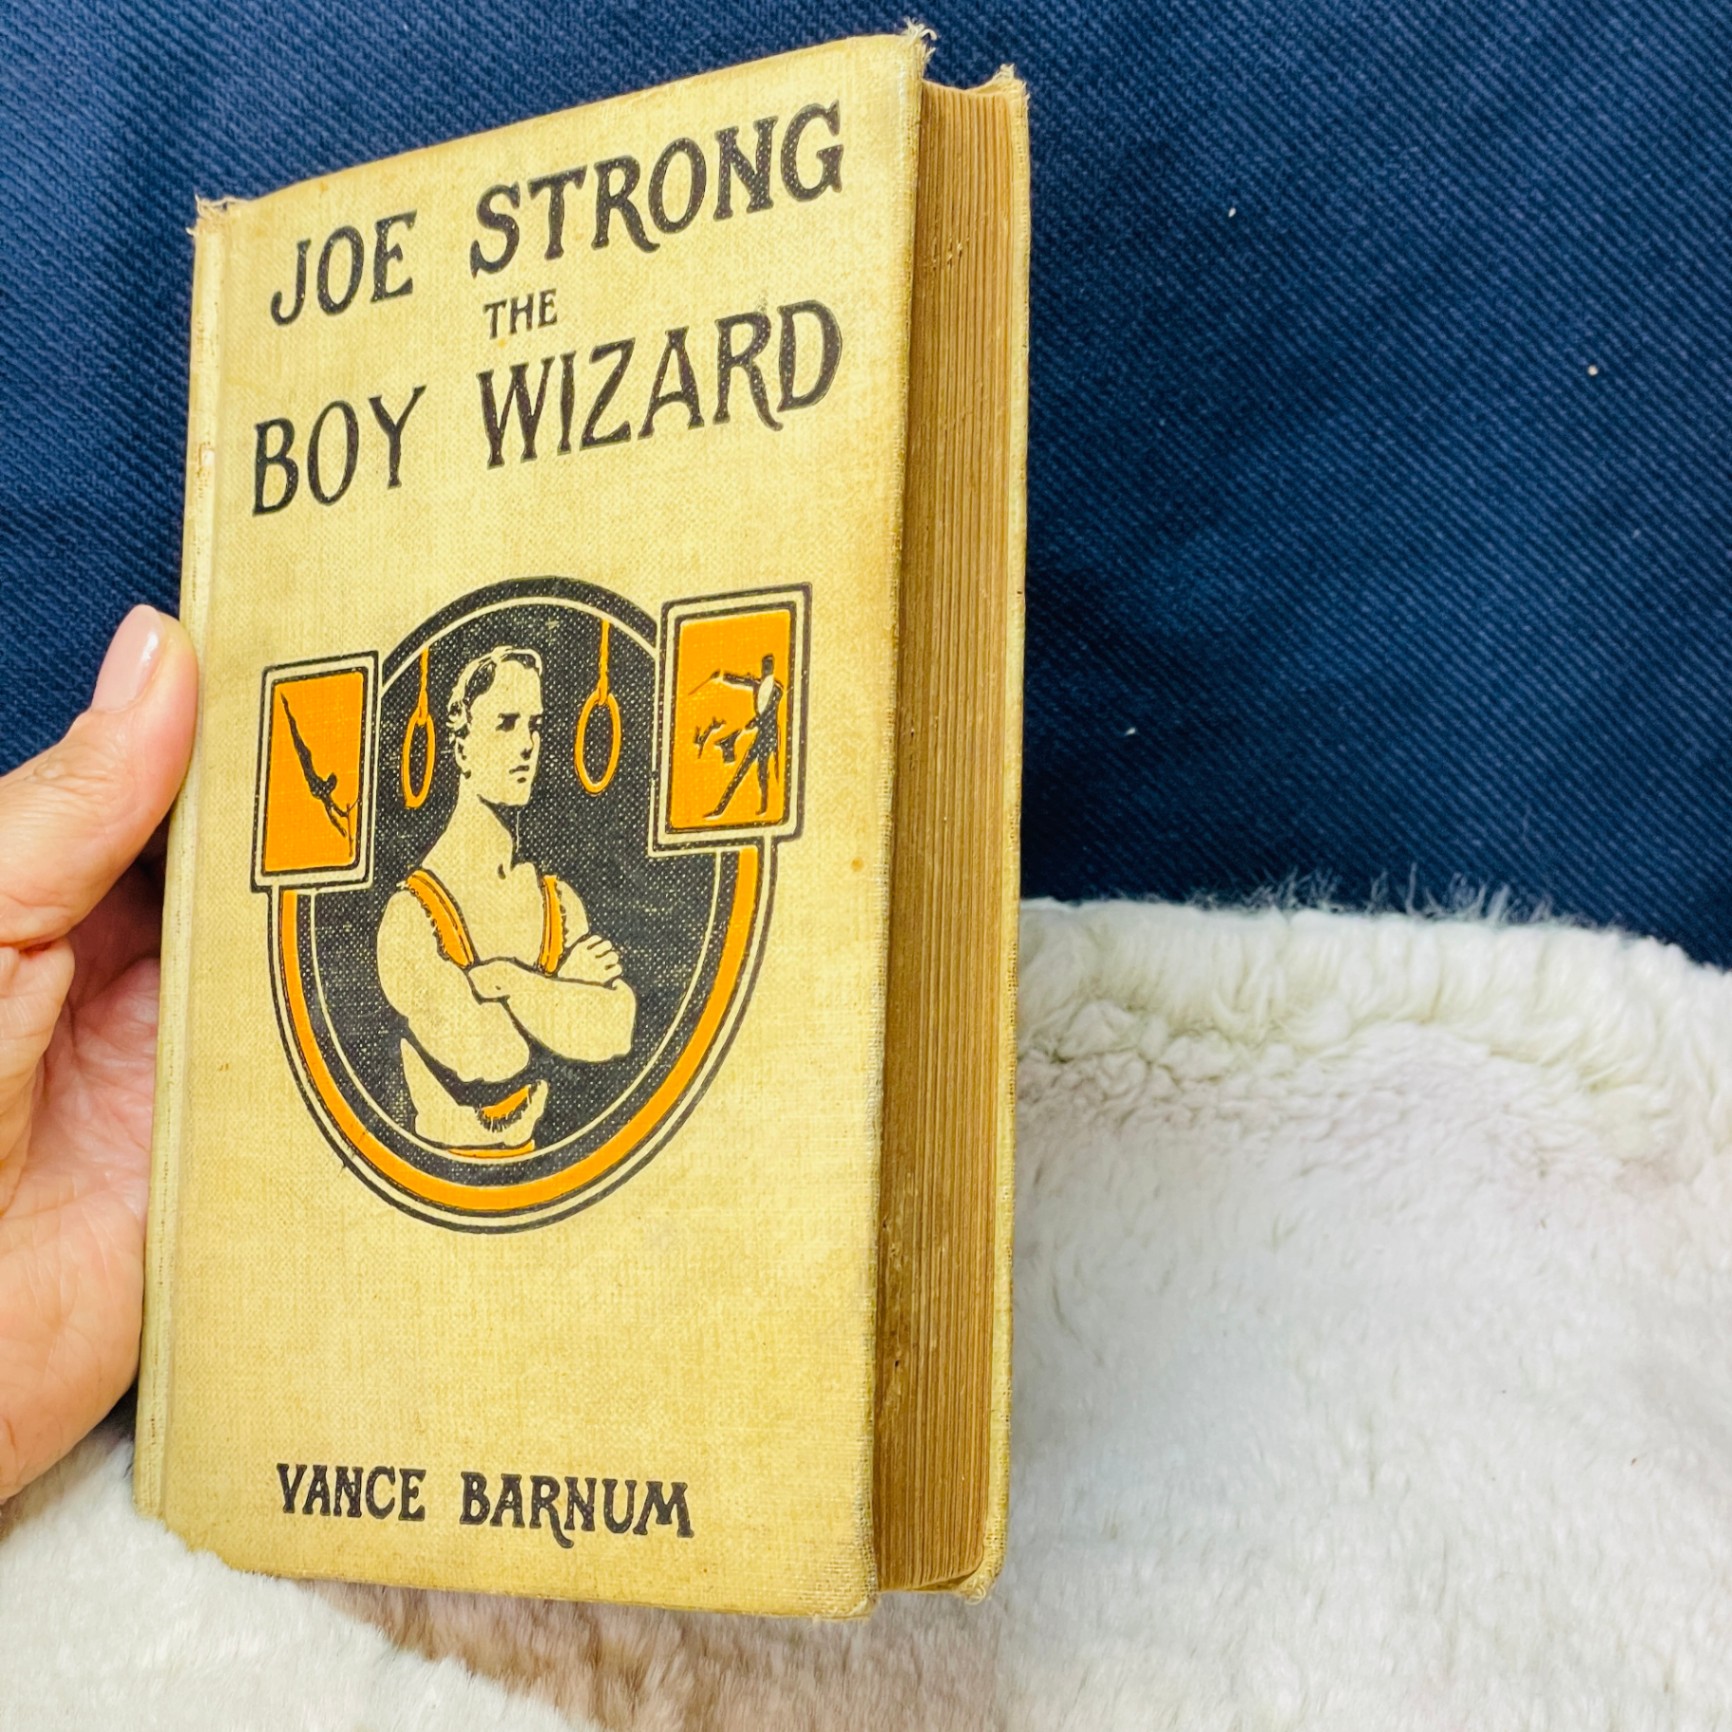 JOE STRONG
THE
BOY WIZARD
VANCE BARNUM